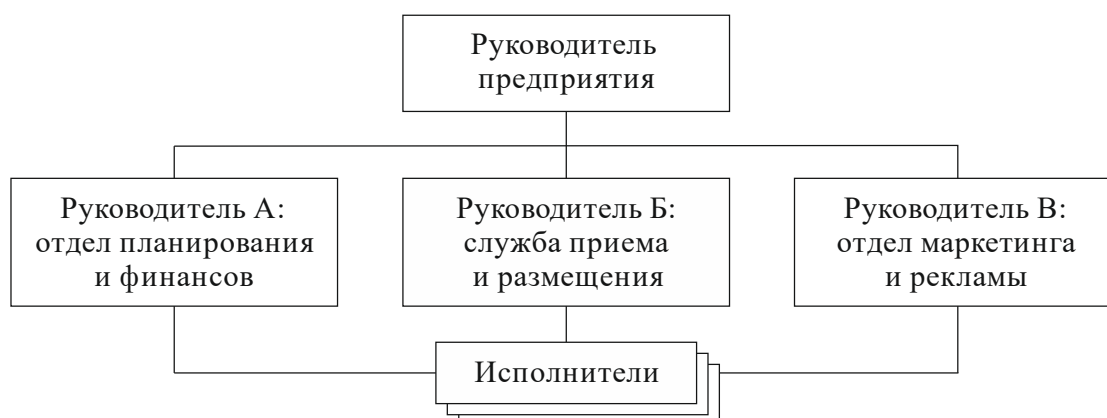 Руководитель
предприятия
Руководитель А:
отдел планирования
и финансов
Руководитель Б:
служба приема
и размещения
Руководитель В:
отдел маркетинга
и рекламы
Исполнители